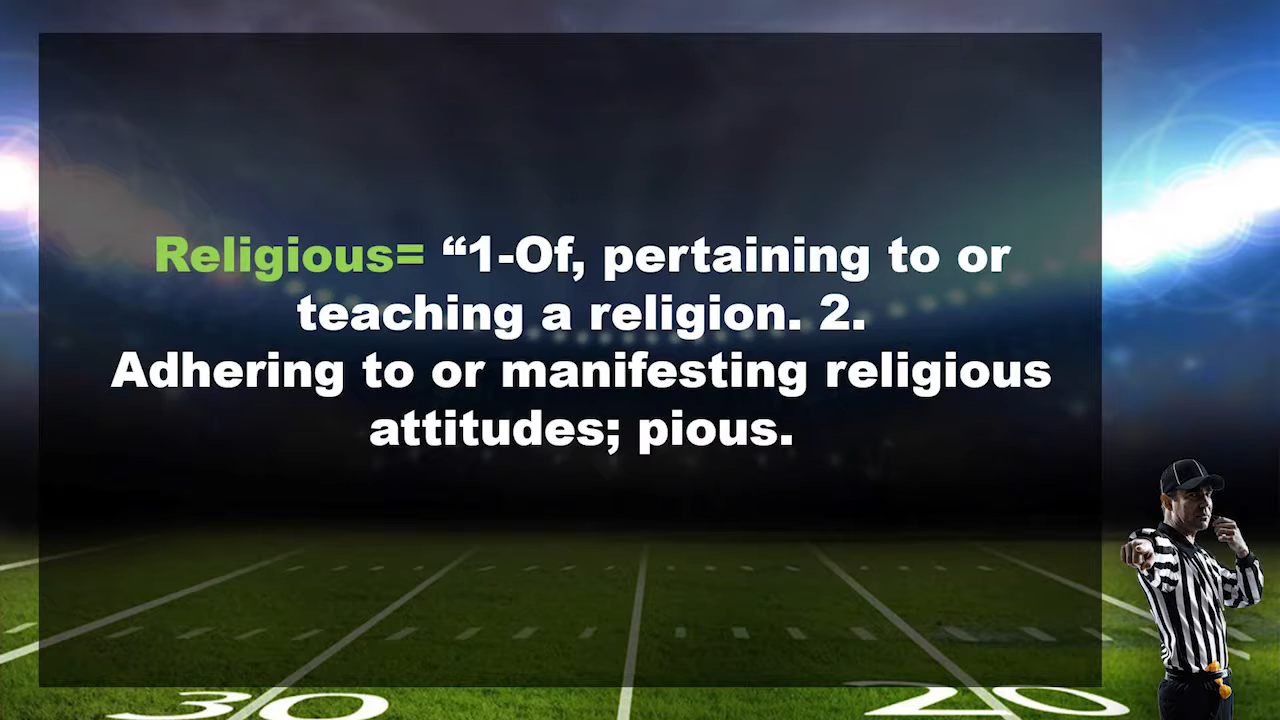 Religious= “1-Of, pertaining to or
teaching a religion. 2.
Adhering to or manifesting religious
attitudes; pious.
30
20